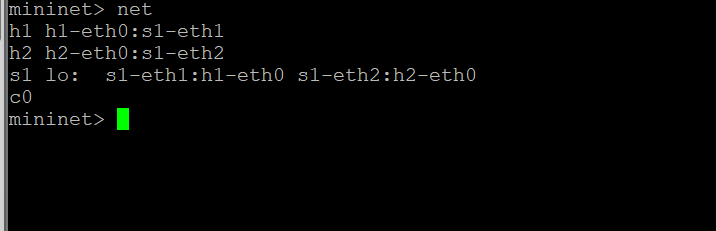 mininet> net
h1 h1-eth0:s1-eth1
h2 h2-eth0:s1-eth2
s1 lo:  s1-eth1:h1-eth0 s1-eth2:h2-eth0
c0
mininet>